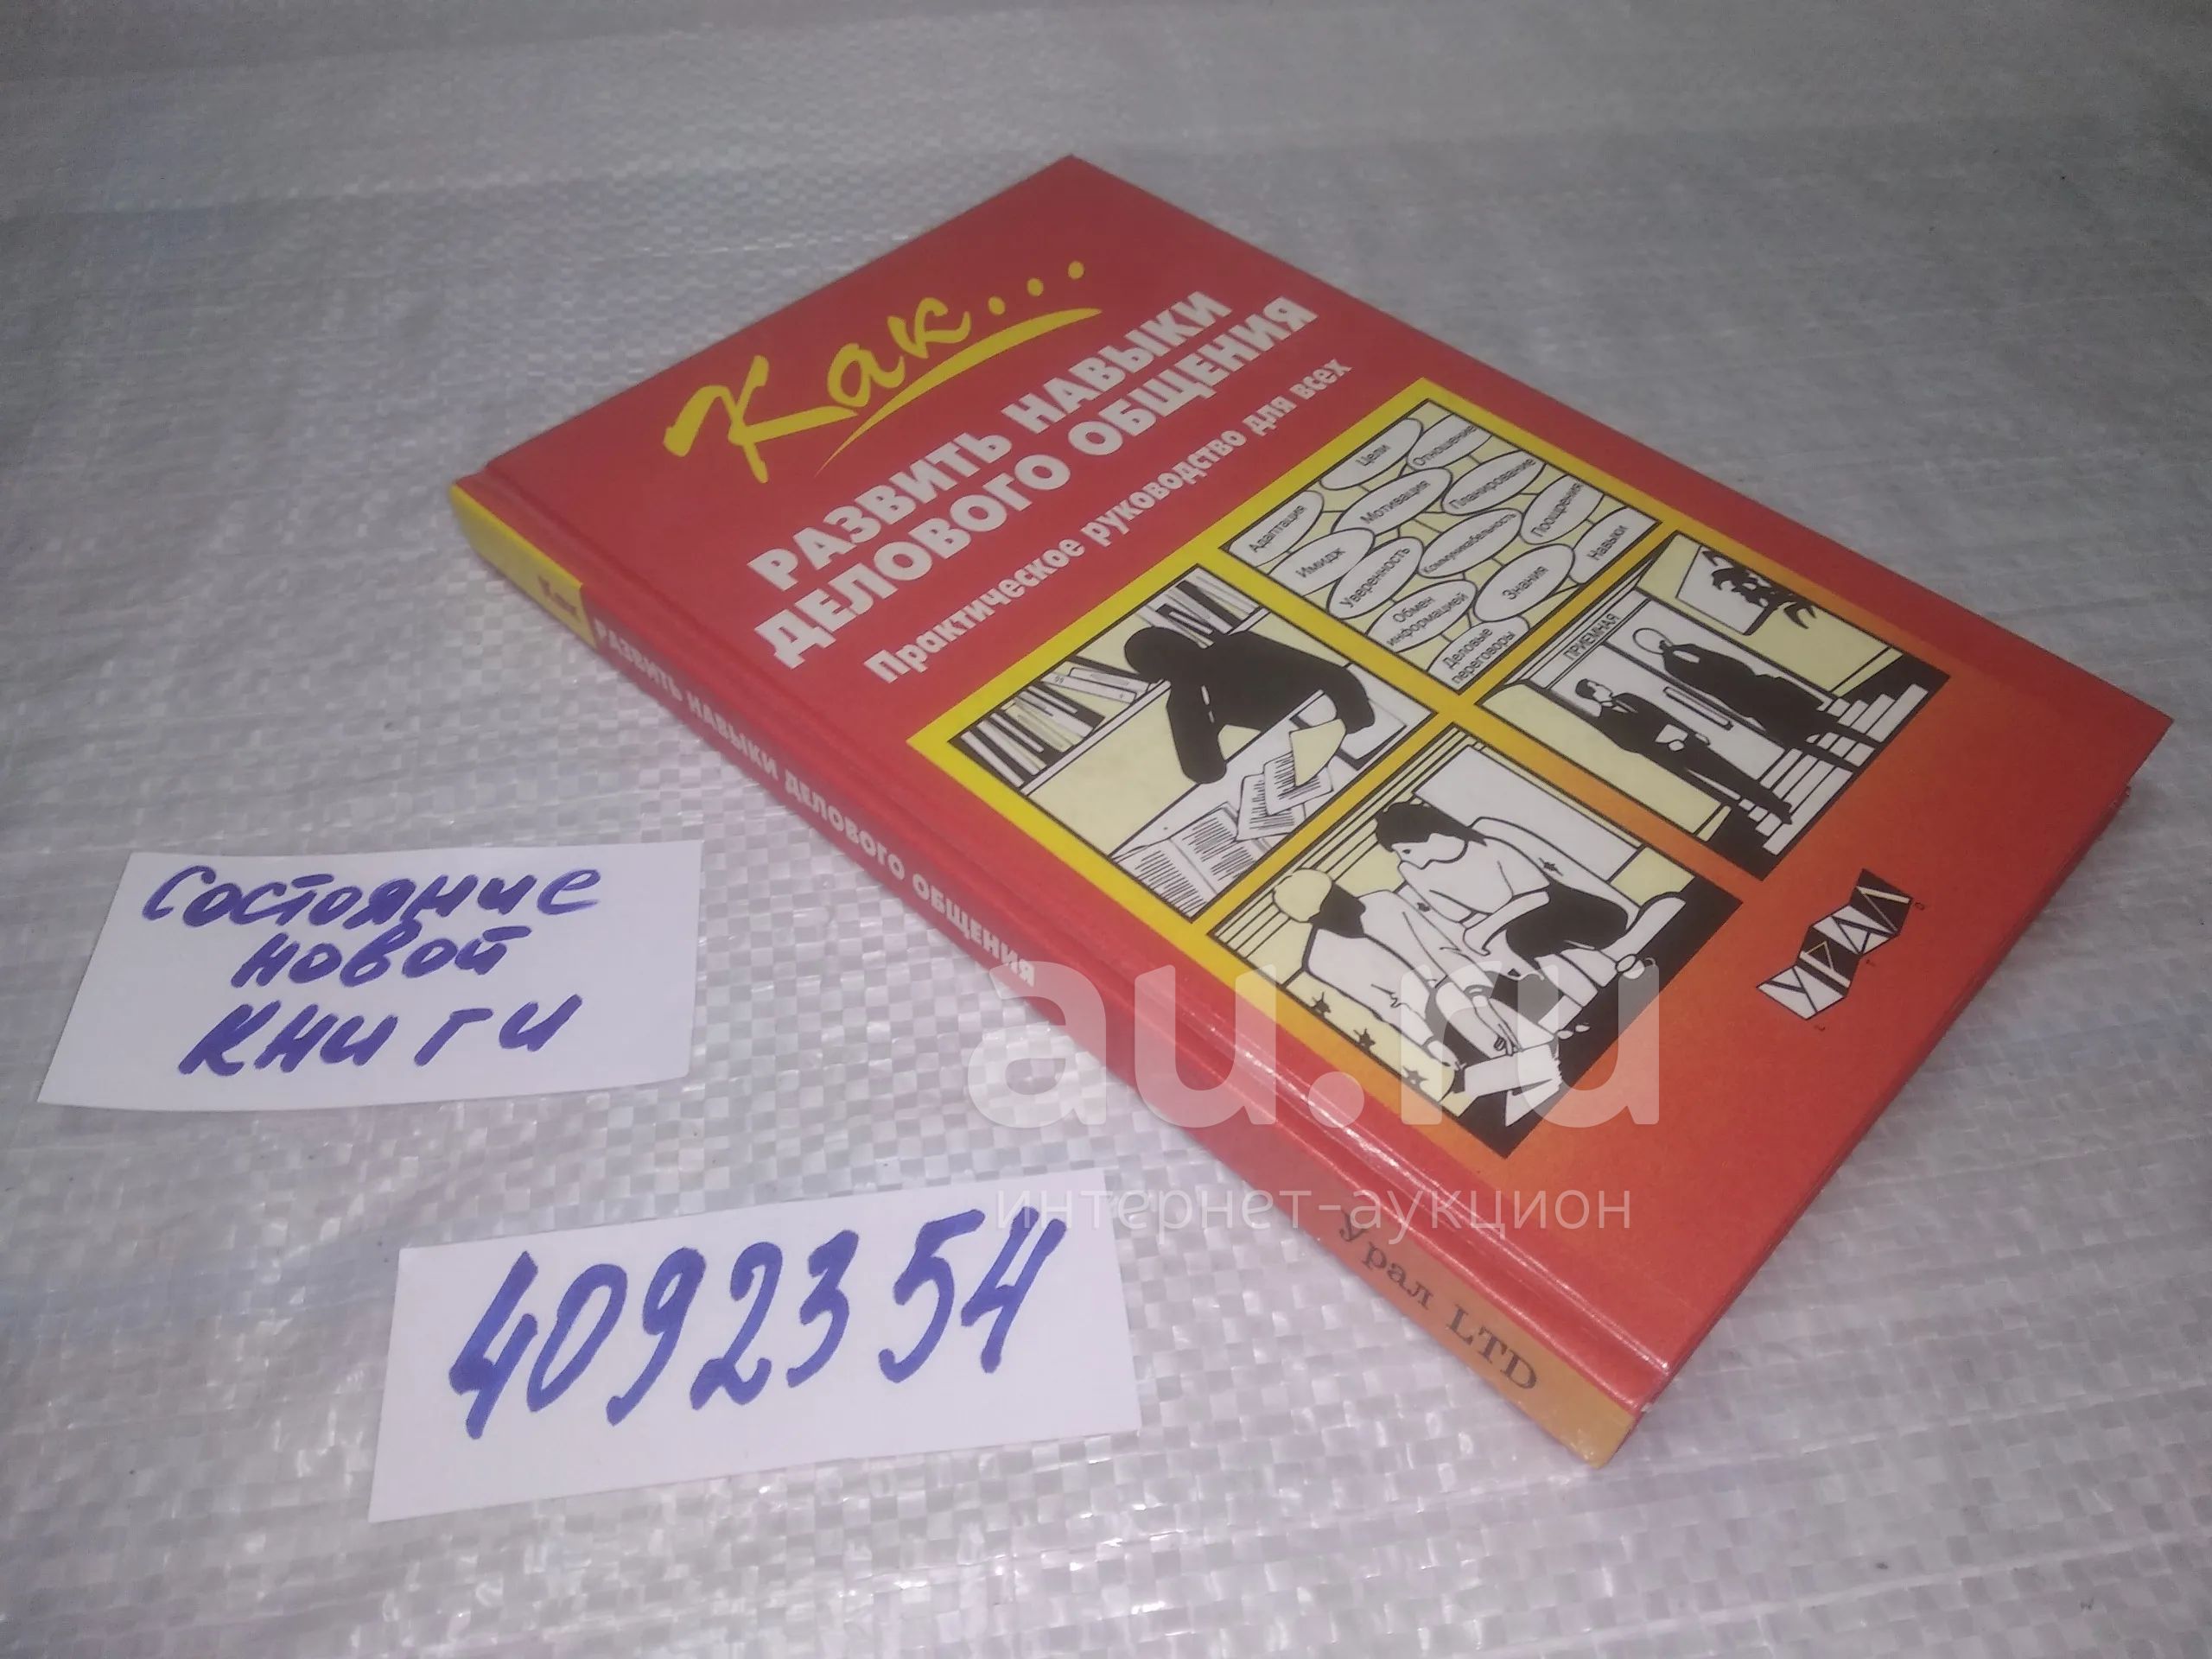 Как...
РАЗВИТЬ НАВЫКИ
ДЕЛОВОГО ОБЩЕНИЯ
Практическое руководство для всех
Цели
Отношение
Адаптация
Мотивация
Планирование
Имидж
Уверенность
Коммуникабельность
Поощрения
Обмен
информацией
Знания
Навыки
Деловые
переговоры
ПРИЕМНАЯ
УРАЛ
L T D
Как
РАЗВИТЬ НАВЫКИ ДЕЛОВОГО ОБЩЕНИЯ
Урал LTD
состояние
новой
книги
4092354
au.ru
интернет-аукцион